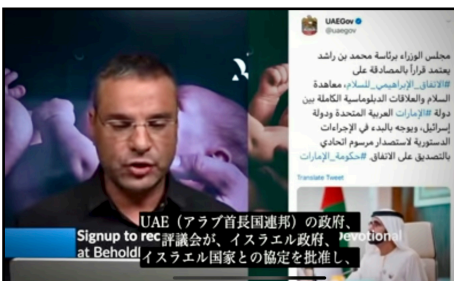 UAEGov
@uaegov
مجلس الوزراء برئاسة محمد بن راشد
يعتمد قراراً بالمصادقة على
#الاتفاق_الإبراهيمي_للسلام، معاهدة
السلام والعلاقات الدبلوماسية الكاملة بين
دولة #الإمارات العربية المتحدة ودولة
إسرائيل، ويوجه بالبدء في الإجراءات
الدستورية لاستصدار مرسوم اتحادي
بالتصديق على الاتفاق. #حكومة_الإمارات
Translate Tweet
Signup to rec
Devotional
at Behold
UAE（アラブ首長国連邦）の政府、
評議会が、イスラエル政府、
イスラエル国家との協定を批准し、